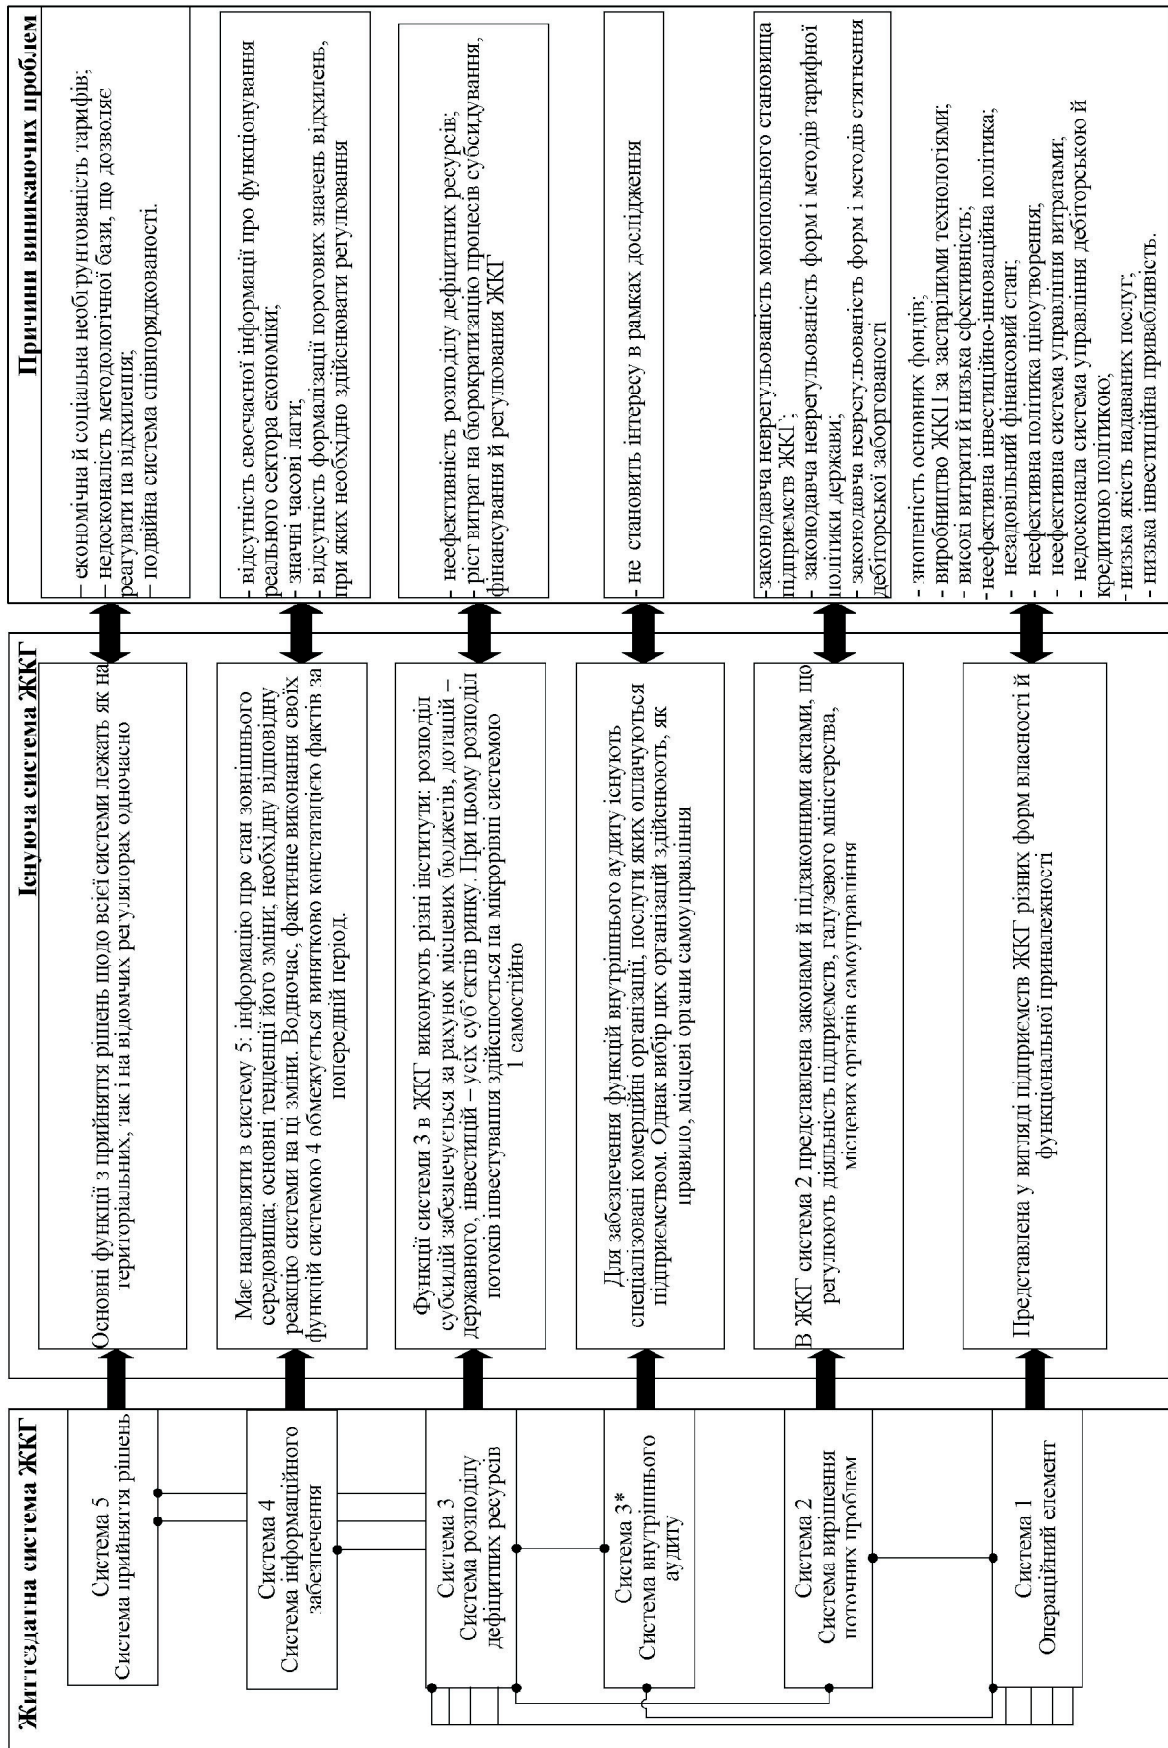 Життєздатна система ЖКГ
Система 5
Система прийняття рішень
Система 4
Система інформаційного
забезпечення
Система 3
Система розподілу
дефіцитних ресурсів
Система 3*
Система внутрішнього
аудиту
Система 2
Система вирішення
поточних проблем
Система 1
Операційний елемент
Існуюча система ЖКГ
Основні функції з прийняття рішень щодо всієї системи лежать як на
територіальних, так і на відомчих регуляторах одночасно
Має направляти в систему 5: інформацію про стан зовнішнього
середовища; основні тенденції його зміни; необхідну відповідну
реакцію системи на ці зміни. Водночас, фактичне виконання своїх
функцій системою 4 обмежується винятково констатацією фактів за
попередній період.
Функції системи 3 в ЖКГ виконують різні інститути: розподіл
субсидій забезпечується за рахунок місцевих бюджетів, дотацій –
державного, інвестицій – усіх суб’єктів ринку. При цьому розподіл
потоків інвестування здійснюється на мікрорівні системою
1 самостійно
Для забезпечення функцій внутрішнього аудиту існують
спеціалізовані комерційні організації, послуги яких оплачуються
підприємством. Однак вибір цих організацій здійснюють, як
правило, місцеві органи самоуправління
В ЖКГ система 2 представлена законами й підзаконними актами, що
регулюють діяльність підприємств, галузевого міністерства,
місцевих органів самоуправління
Представлена у вигляді підприємств ЖКГ різних форм власності й
функціональної приналежності
Причини виникаючих проблем
– економічна й соціальна необґрунтованість тарифів;
– недосконалість методологічної бази, що дозволяє
реагувати на відхилення;
– подвійна система співпорядкованості.
- відсутність своєчасної інформації про функціонування
реального сектора економіки;
- значні часові лаги;
- відсутність формалізації порогових значень відхилень,
при яких необхідно здійснювати регулювання
- неефективність розподілу дефіцитних ресурсів;
- ріст витрат на бюрократизацію процесів субсидування,
фінансування й регулювання ЖКГ
- не становить інтересу в рамках дослідження
-законодавча неврегульованість монопольного становища
підприємств ЖКГ;
- законодавча неврегульованість форм і методів тарифної
політики держави;
- законодавча неврегульованість форм і методів стягнення
дебіторської заборгованості
- зношеність основних фондів;
- виробництво ЖКП за застарілими технологіями;
- високі витрати й низька ефективність;
-неефективна інвестиційно-інноваційна політика;
- незадовільний фінансовий стан;
- неефективна політика ціноутворення;
- неефективна система управління витратами;
- недосконала система управління дебіторською й
кредитною політикою;
- низька якість надаваних послуг;
- низька інвестиційна привабливість.